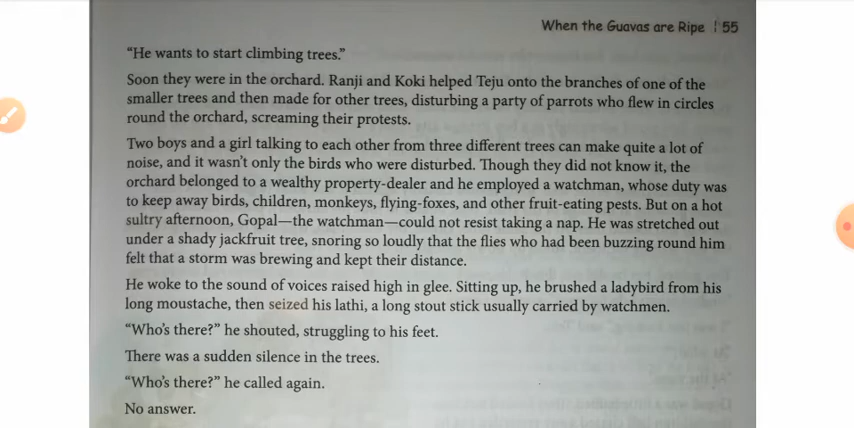 When the Guavas are Ripe | 55
“He wants to start climbing trees.”
Soon they were in the orchard. Ranji and Koki helped Teju onto the branches of one of the
smaller trees and then made for other trees, disturbing a party of parrots who flew in circles
round the orchard, screaming their protests.
Two boys and a girl talking to each other from three different trees can make quite a lot of
noise, and it wasn’t only the birds who were disturbed. Though they did not know it, the
orchard belonged to a wealthy property-dealer and he employed a watchman, whose duty was
to keep away birds, children, monkeys, flying-foxes, and other fruit-eating pests. But on a hot
sultry afternoon, Gopal—the watchman—could not resist taking a nap. He was stretched out
under a shady jackfruit tree, snoring so loudly that the flies who had been buzzing round him
felt that a storm was brewing and kept their distance.
He woke to the sound of voices raised high in glee. Sitting up, he brushed a ladybird from his
long moustache, then seized his lathi, a long stout stick usually carried by watchmen.
“Who’s there?” he shouted, struggling to his feet.
There was a sudden silence in the trees.
“Who’s there?” he called again.
No answer.